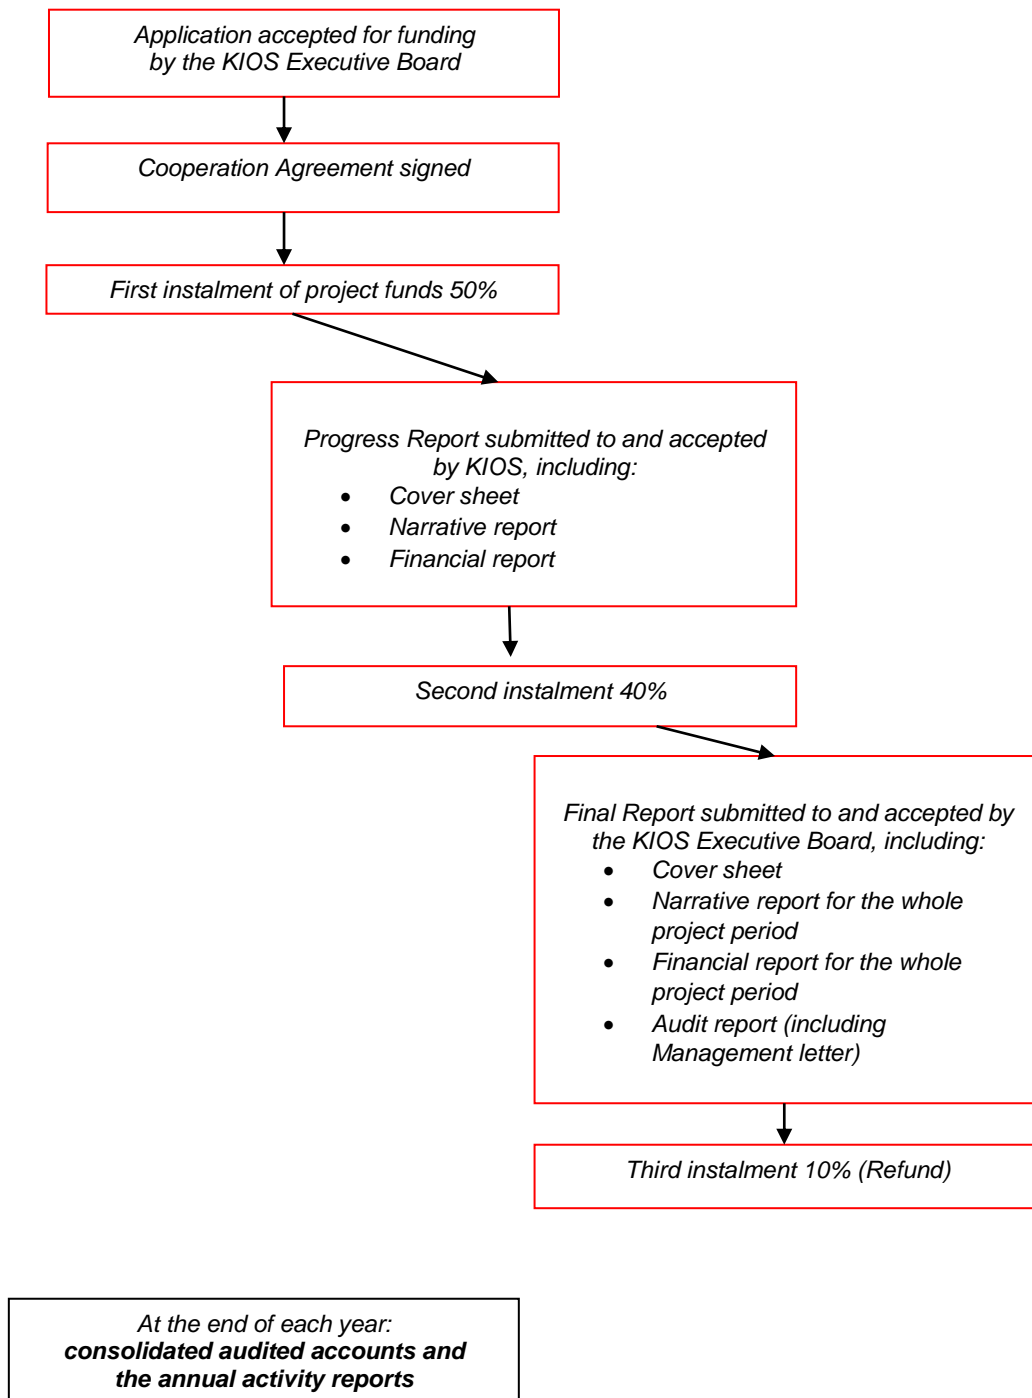 Application accepted for funding
by the KIOS Executive Board
Cooperation Agreement signed
First instalment of project funds 50%
Progress Report submitted to and accepted
by KIOS, including:
• Cover sheet
• Narrative report
• Financial report
Second instalment 40%
Final Report submitted to and accepted by
the KIOS Executive Board, including:
• Cover sheet
• Narrative report for the whole
project period
• Financial report for the whole
project period
• Audit report (including
Management letter)
Third instalment 10% (Refund)
At the end of each year:
consolidated audited accounts and
the annual activity reports